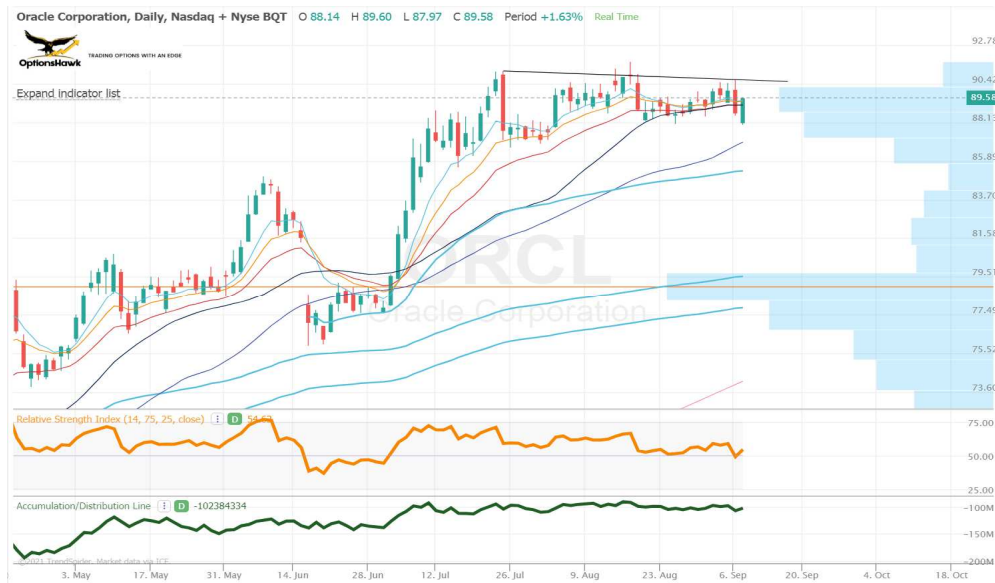 Oracle Corporation, Daily, Nasdaq + Nyse BQT O 88.14 H 89.60 L 87.97 C 89.58 Period +1.63% Real Time
OptionsHawk
TRADING OPTIONS WITH AN EDGE
Expand indicator list
92.78
90.42
89.58
88.13
85.89
83.70
81.58
79.51
77.49
75.52
73.60
ORCL
Oracle Corporation
Relative Strength Index (14, 75, 25, close) D 54.62
75.00
50.00
25.00
Accumulation/Distribution Line D -102384334
-100M
-150M
-200M
©2021 TrendSpider, Market data via ICE
3. May 17. May 31. May 14. Jun 28. Jun 12. Jul 26. Jul 9. Aug 23. Aug 6. Sep 20. Sep 4. Oct 18. Oct